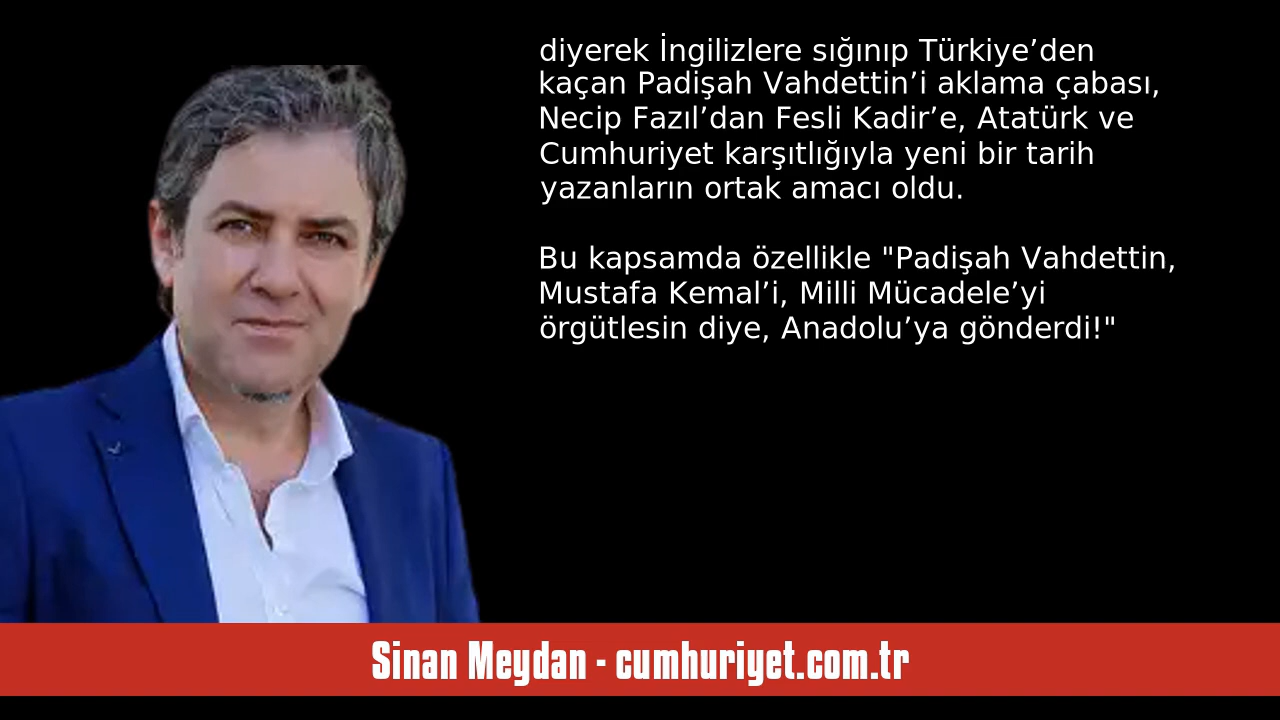 diyerek İngilizlere sığınıp Türkiye’den
kaçan Padişah Vahdettin’i aklama çabası,
Necip Fazıl’dan Fesli Kadir’e, Atatürk ve
Cumhuriyet karşıtlığıyla yeni bir tarih
yazanların ortak amacı oldu.
Bu kapsamda özellikle "Padişah Vahdettin,
Mustafa Kemal’i, Milli Mücadele’yi
örgütlesin diye, Anadolu’ya gönderdi!"
Sinan Meydan - cumhuriyet.com.tr